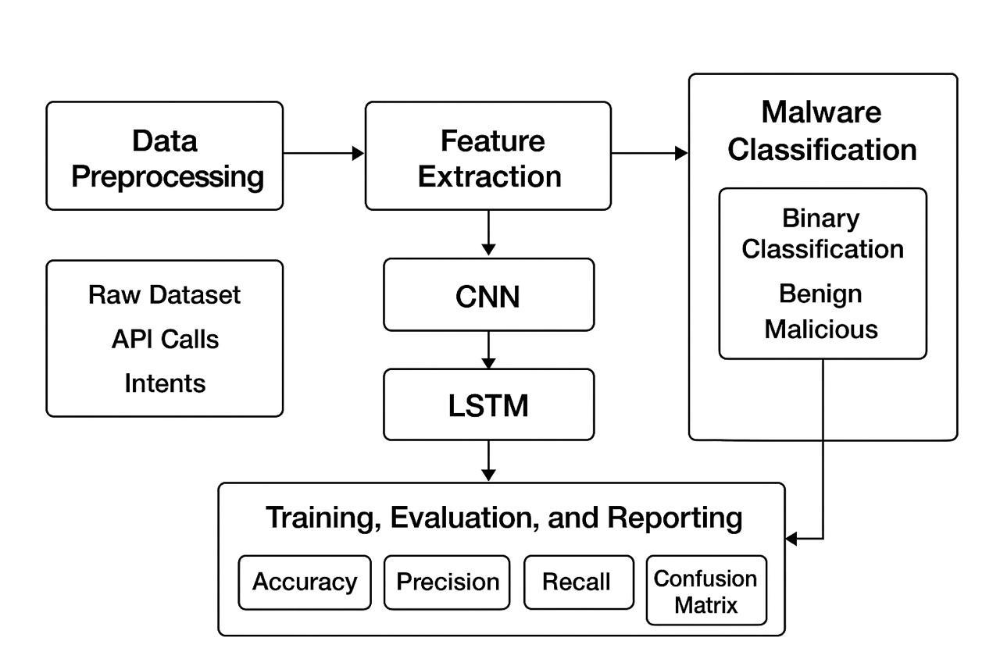 Data
Preprocessing
Feature
Extraction
Malware
Classification
Binary
Classification
Benign
Malicious
Raw Dataset
API Calls
Intents
CNN
LSTM
Training, Evaluation, and Reporting
Accuracy
Precision
Recall
Confusion
Matrix